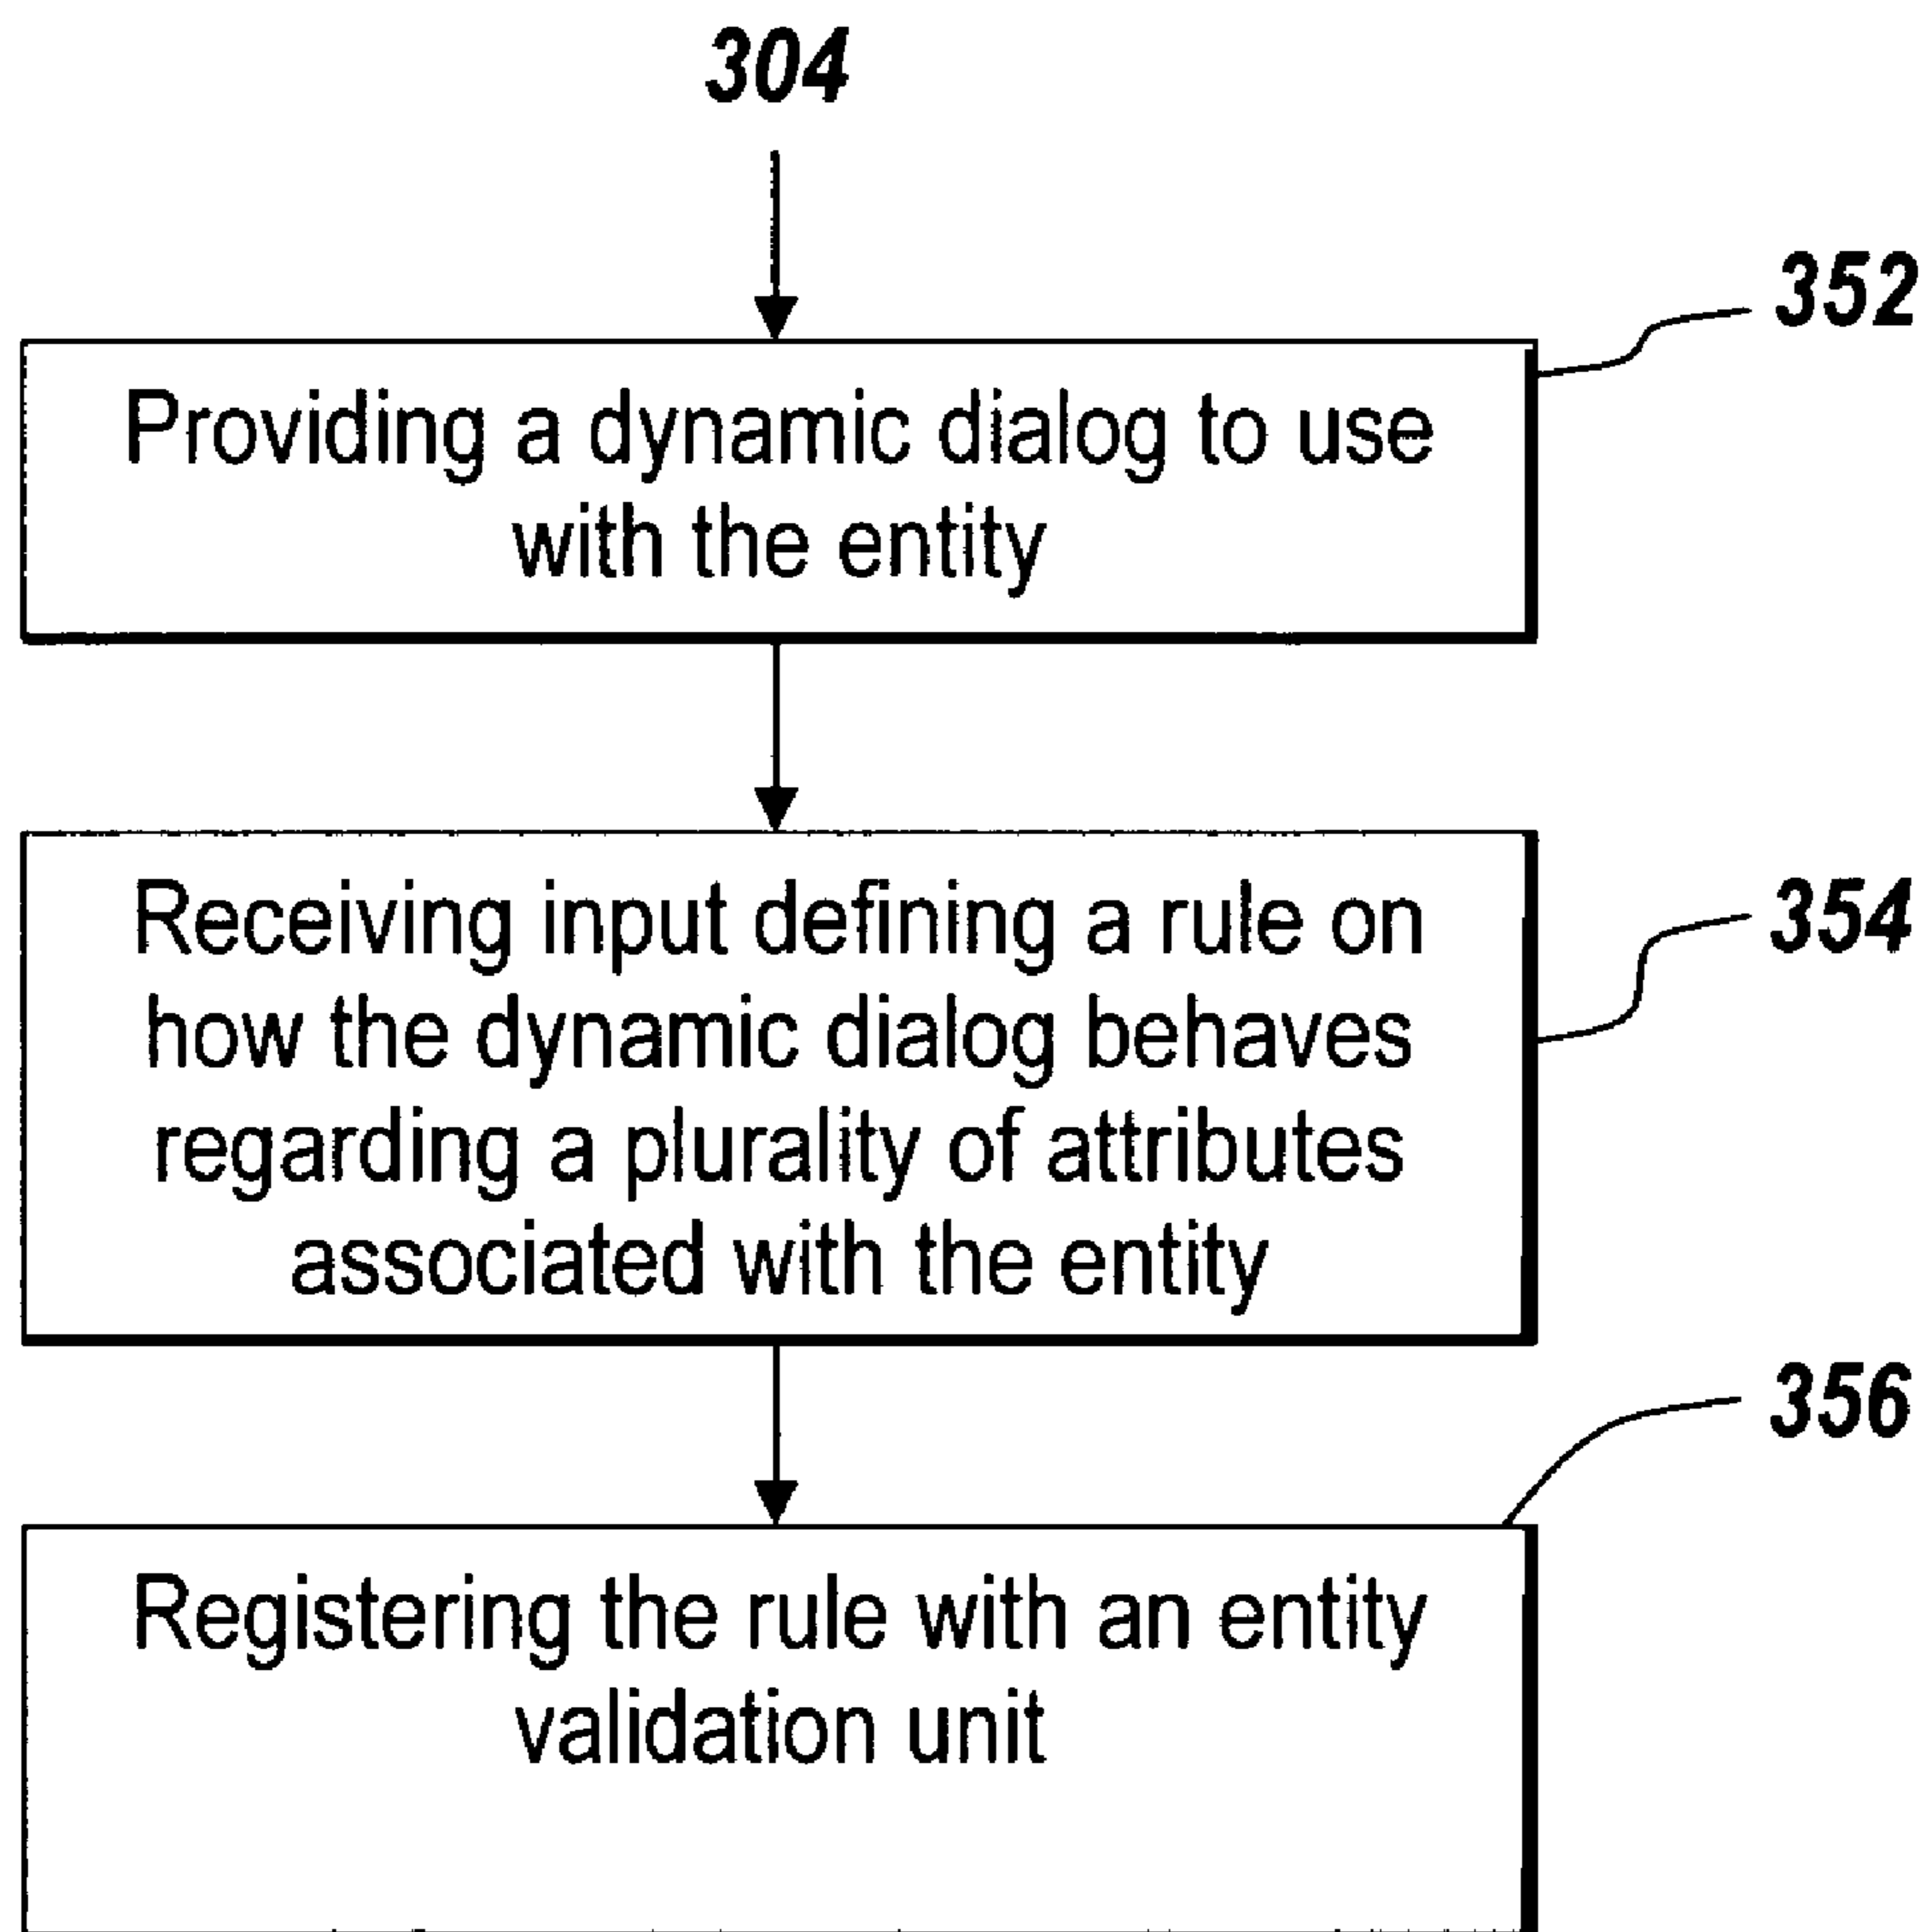 304
352
Providing a dynamic dialog to use
with the entity
354
Receiving input defining a rule on
how the dynamic dialog behaves
regarding a plurality of attributes
associated with the entity
356
Registering the rule with an entity
validation unit